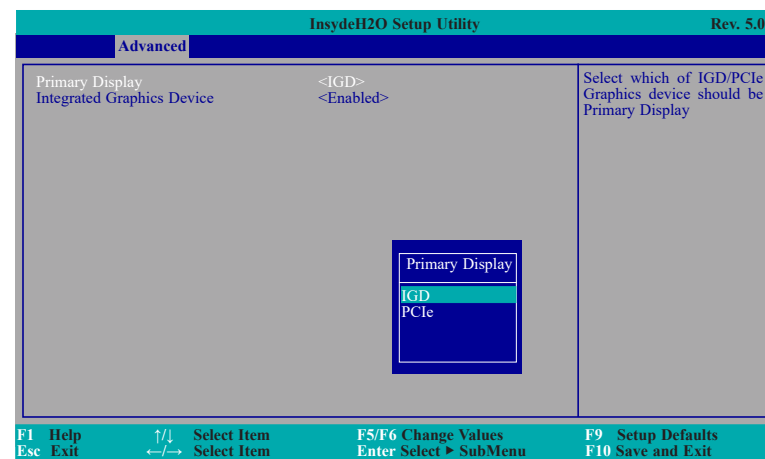 InsydeH2O Setup Utility Rev. 5.0
Advanced
Primary Display <IGD>
Integrated Graphics Device <Enabled>
Select which of IGD/PCIe
Graphics device should be
Primary Display
Primary Display
IGD
PCIe
F1 Help ↑/↓ Select Item F5/F6 Change Values F9 Setup Defaults
Esc Exit ←/→ Select Item Enter Select ▶ SubMenu F10 Save and Exit